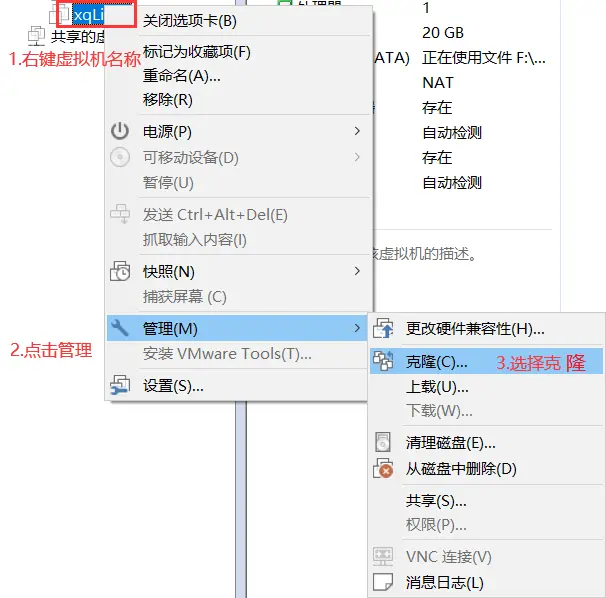 xqLi
共享的虚
1.右键虚拟机名称
关闭选项卡(B)
标记为收藏项(F)
重命名(A)...
移除(R)
电源(P)
可移动设备(D)
暂停(U)
发送 Ctrl+Alt+Del(E)
抓取输入内容(I)
快照(N)
捕获屏幕 (C)
管理(M)
2.点击管理
安装 VMware Tools(T)...
设置(S)...
1
20 GB
ATA) 正在使用文件 F:\...
NAT
存在
自动检测
存在
自动检测
虚拟机的描述。
更改硬件兼容性(H)...
克隆(C)... 3.选择克 隆
上载(U)...
下载(W)...
清理磁盘(E)...
从磁盘中删除(D)
共享(S)...
权限(P)...
VNC 连接(V)
消息日志(L)